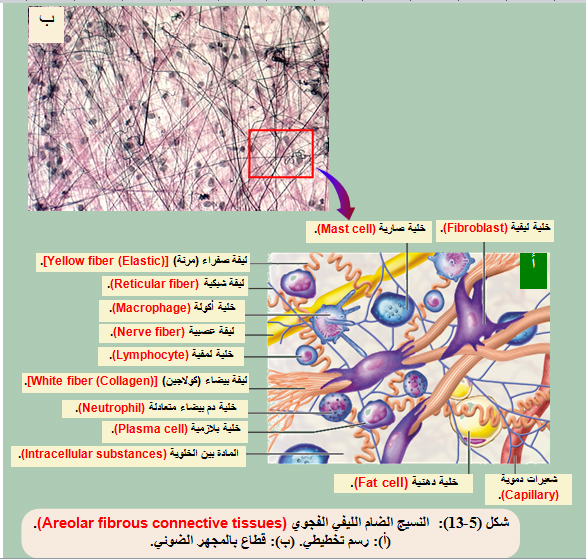 ب
خلية صارية (Mast cell).
خلية ليفية (Fibroblast).
أ
ليفة صفراء (مرنة) [Yellow fiber (Elastic)].
ليفة شبكية (Reticular fiber).
خلية أكولة (Macrophage).
ليفة عصبية (Nerve fiber).
خلية لمفية (Lymphocyte).
ليفة بيضاء (كولاجين) [White fiber (Collagen)].
خلية دم بيضاء متعادلة (Neutrophil).
خلية بلازمية (Plasma cell).
المادة بين الخلوية (Intracellular substances).
خلية دهنية (Fat cell).
شعيرات دموية
(Capillary).
شكل (5-13): النسيج الضام الليفي الفجوي (Areolar fibrous connective tissues).
(أ): رسم تخطيطي. (ب): قطاع بالمجهر الضوئي.